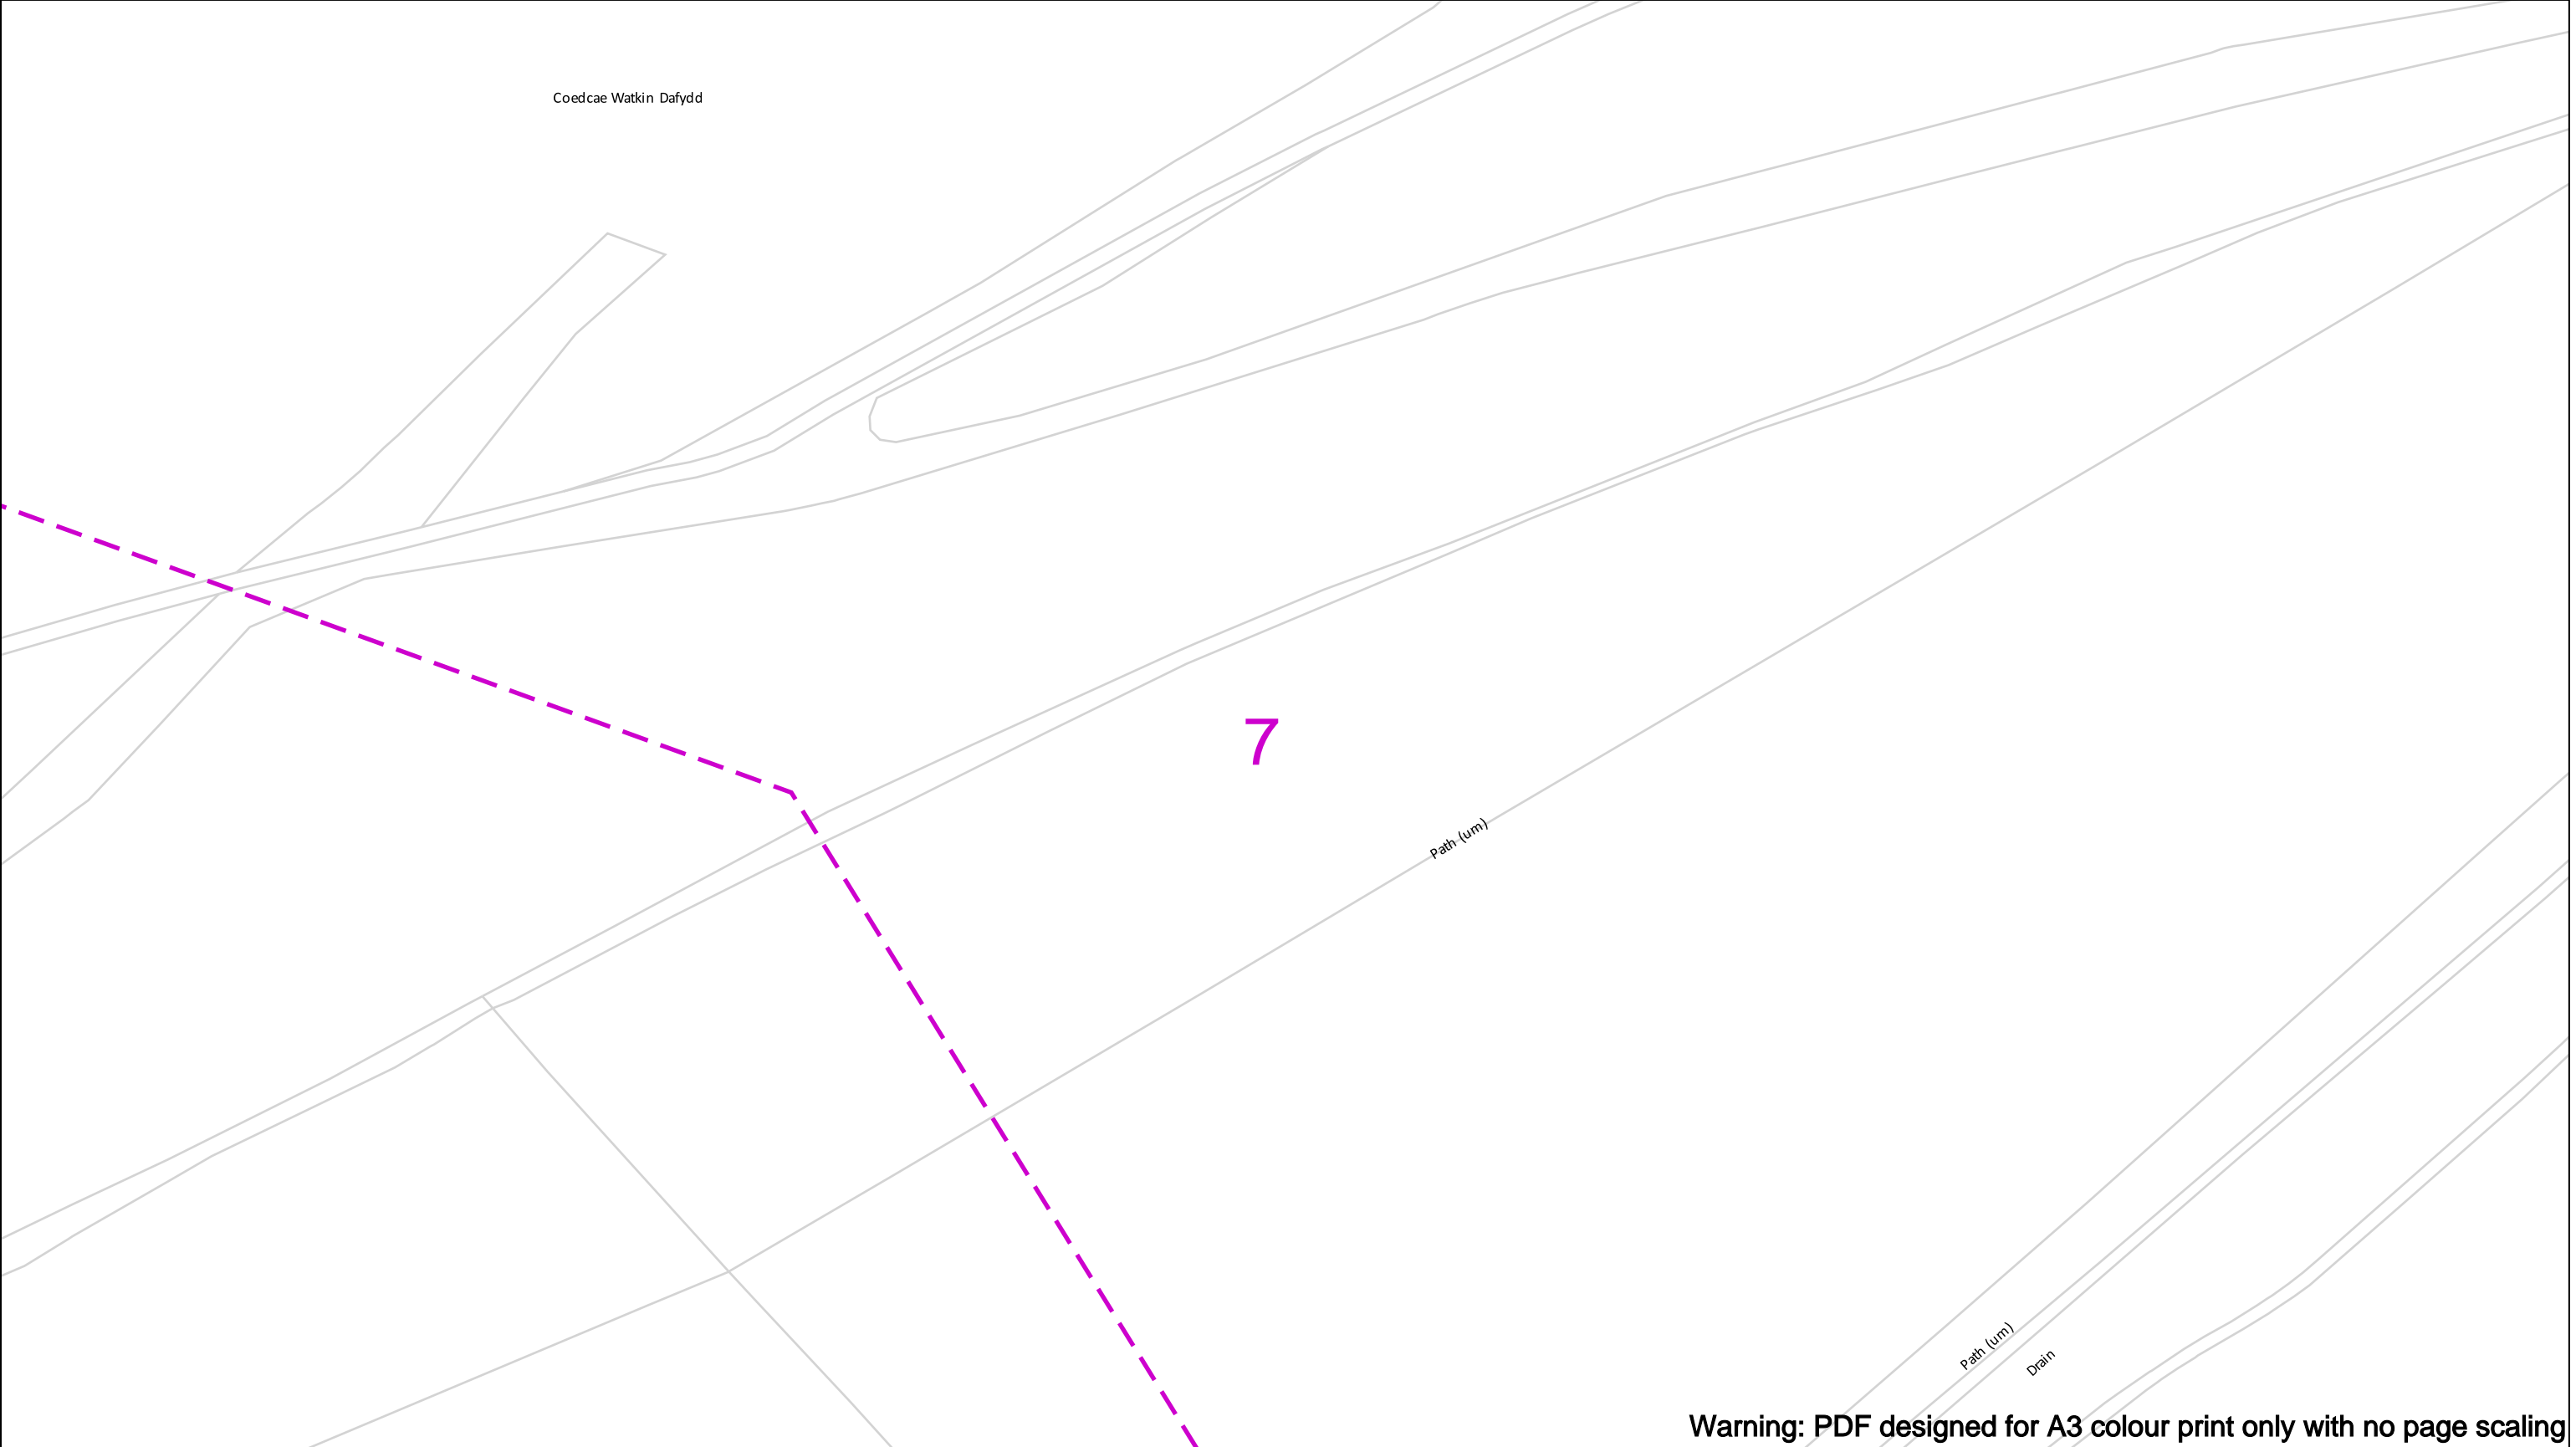 Coedcae Watkin Dafydd
7
Path (um)
Path (um)
Drain
Warning: PDF designed for A3 colour print only with no page scaling